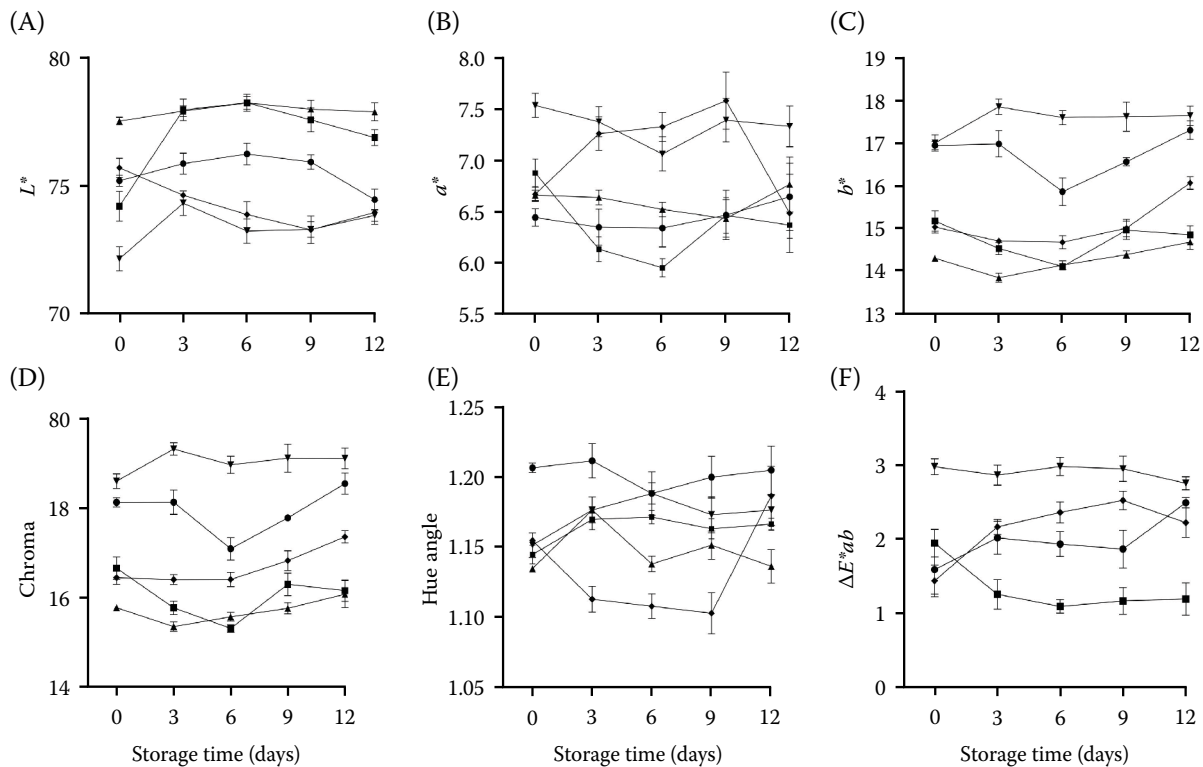 (A)
80
75
70
L*
0 3 6 9 12
(B)
8.0
7.5
7.0
6.5
6.0
5.5
a*
0 3 6 9 12
(C)
19
18
17
16
15
14
13
b*
0 3 6 9 12
(D)
80
18
16
14
Chroma
0 3 6 9 12
Storage time (days)
(E)
1.25
1.20
1.15
1.10
1.05
Hue angle
0 3 6 9 12
Storage time (days)
(F)
4
3
2
1
0
ΔE*ab
0 3 6 9 12
Storage time (days)